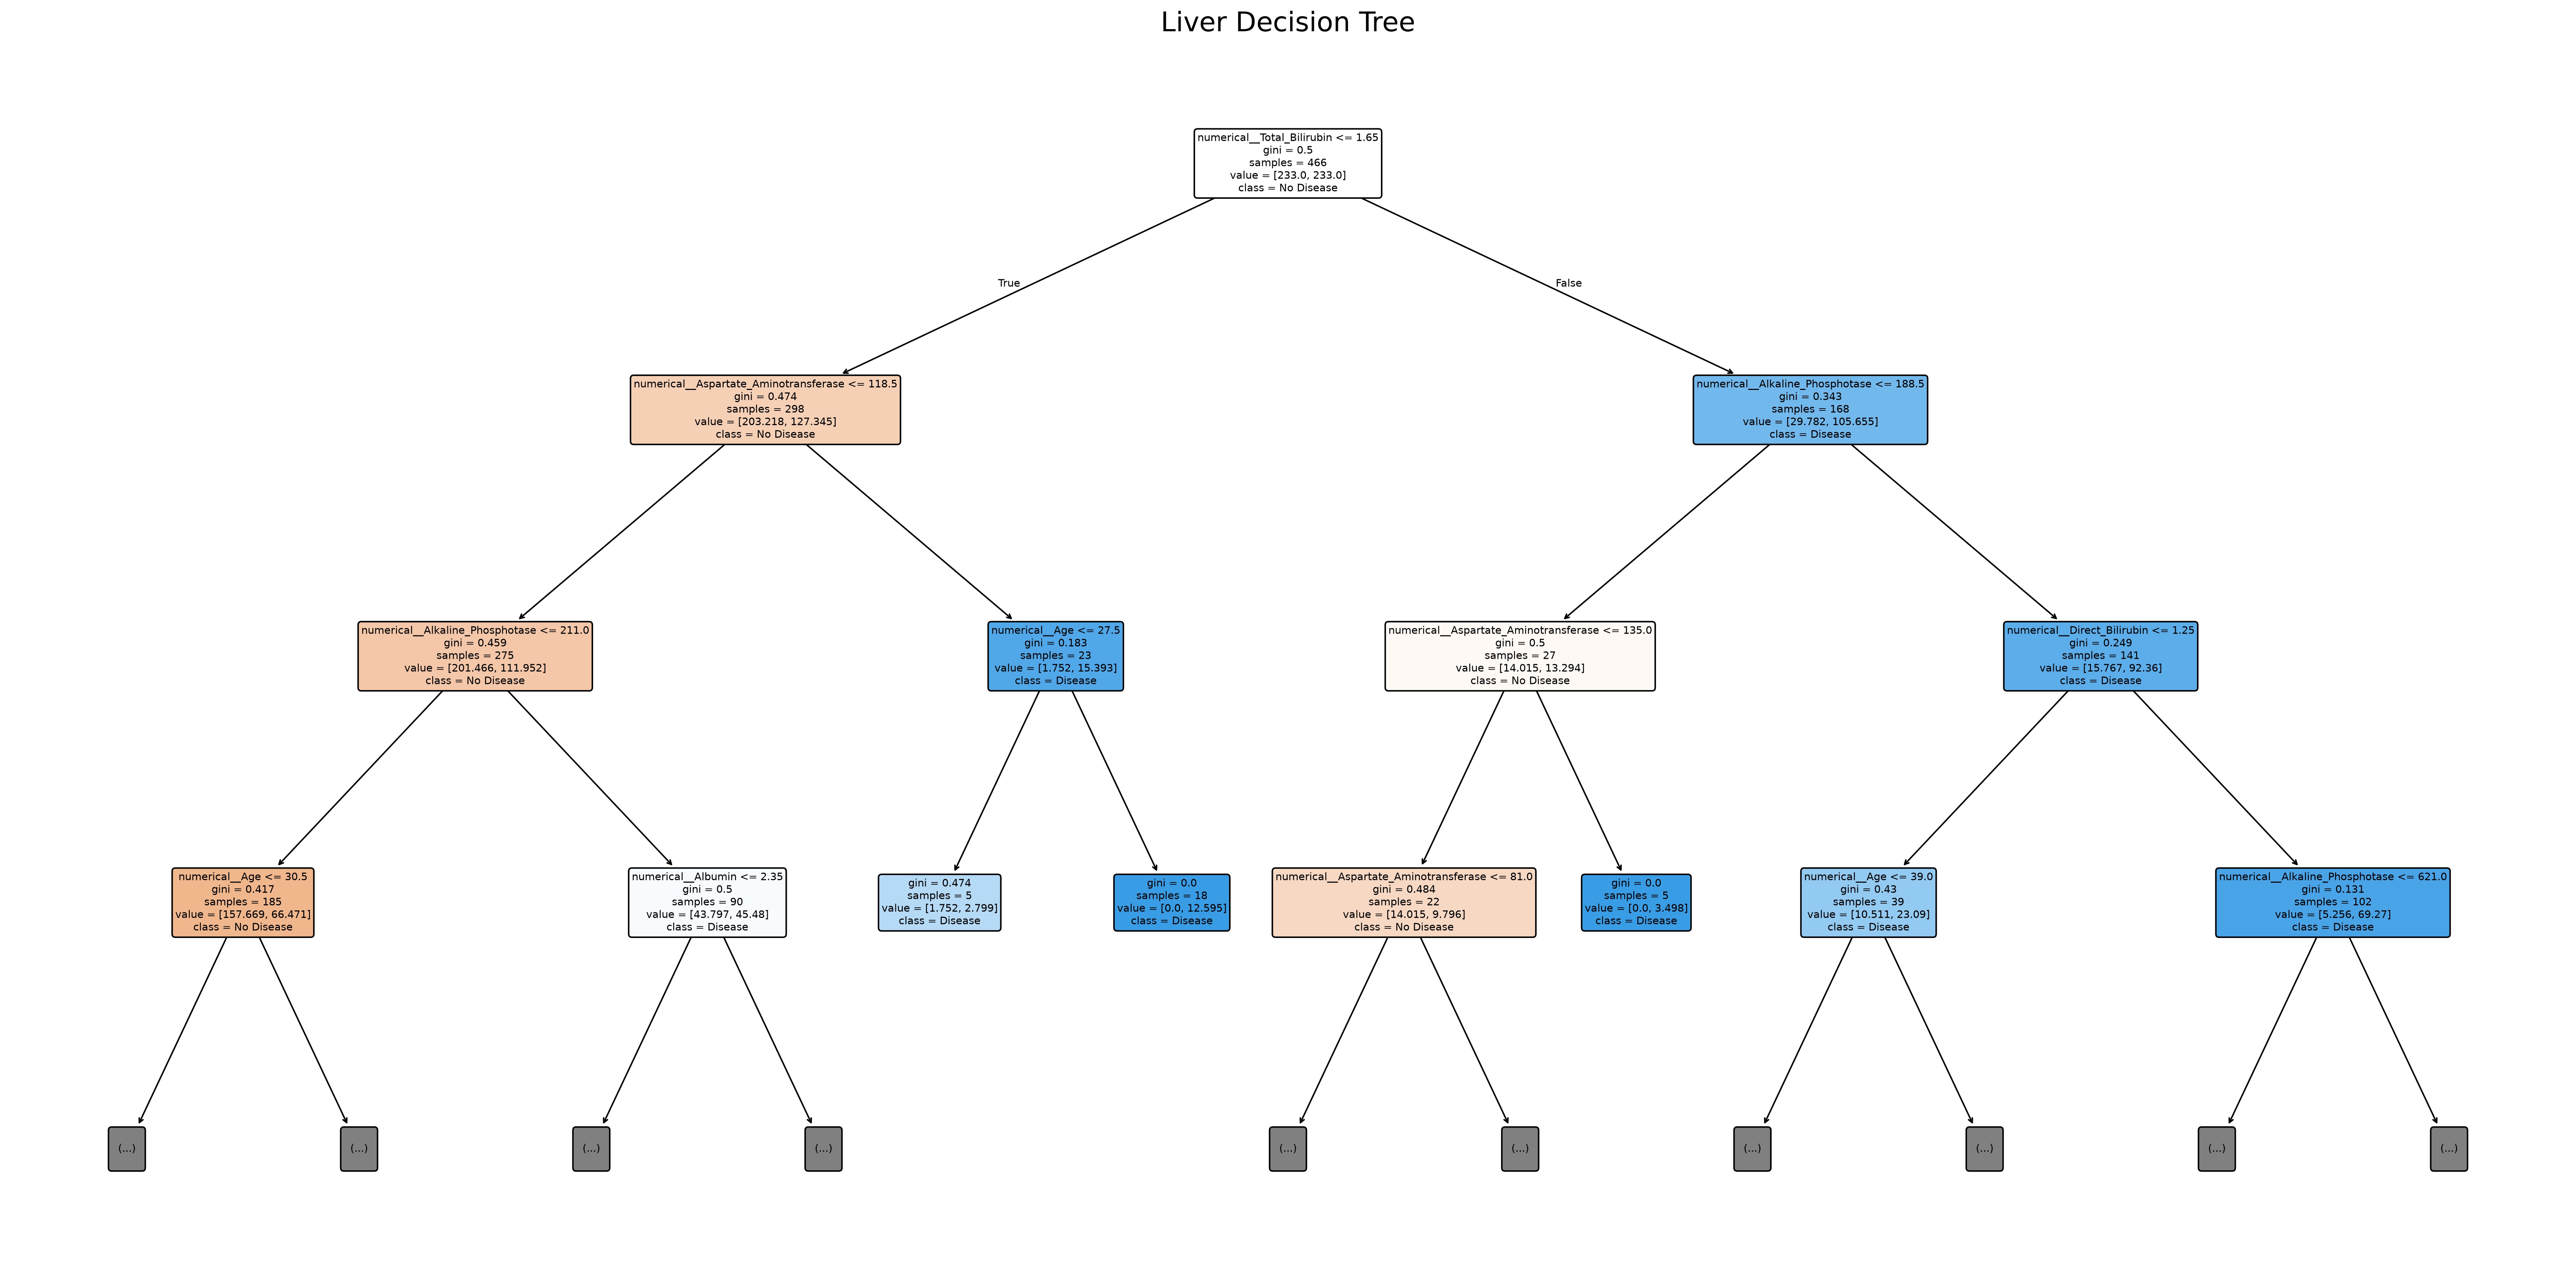 Liver Decision Tree
numerical__Total_Bilirubin <= 1.65
gini = 0.5
samples = 466
value = [233.0, 233.0]
class = No Disease
True
False
numerical__Aspartate_Aminotransferase <= 118.5
gini = 0.474
samples = 298
value = [203.218, 127.345]
class = No Disease
numerical__Alkaline_Phosphotase <= 188.5
gini = 0.343
samples = 168
value = [29.782, 105.655]
class = Disease
numerical__Alkaline_Phosphotase <= 211.0
gini = 0.459
samples = 275
value = [201.466, 111.952]
class = No Disease
numerical__Age <= 27.5
gini = 0.183
samples = 23
value = [1.752, 15.393]
class = Disease
numerical__Aspartate_Aminotransferase <= 135.0
gini = 0.5
samples = 27
value = [14.015, 13.294]
class = No Disease
numerical__Direct_Bilirubin <= 1.25
gini = 0.249
samples = 141
value = [15.767, 92.36]
class = Disease
numerical__Age <= 30.5
gini = 0.417
samples = 185
value = [157.669, 66.471]
class = No Disease
numerical__Albumin <= 2.35
gini = 0.5
samples = 90
value = [43.797, 45.48]
class = Disease
gini = 0.474
samples = 5
value = [1.752, 2.799]
class = Disease
gini = 0.0
samples = 18
value = [0.0, 12.595]
class = Disease
numerical__Aspartate_Aminotransferase <= 81.0
gini = 0.484
samples = 22
value = [14.015, 9.796]
class = No Disease
gini = 0.0
samples = 5
value = [0.0, 3.498]
class = Disease
numerical__Age <= 39.0
gini = 0.43
samples = 39
value = [10.511, 23.09]
class = Disease
numerical__Alkaline_Phosphotase <= 621.0
gini = 0.131
samples = 102
value = [5.256, 69.27]
class = Disease
(...)
(...)
(...)
(...)
(...)
(...)
(...)
(...)
(...)
(...)